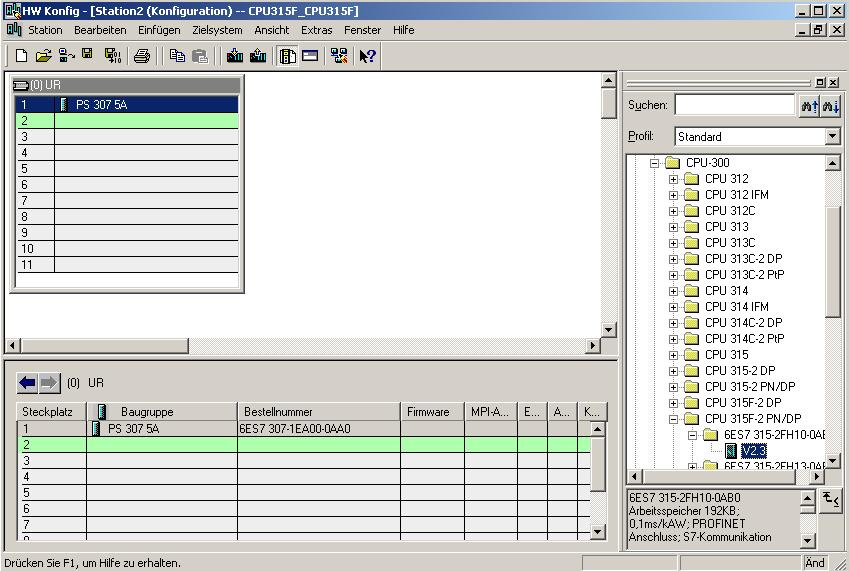 HW Konfig - [Station2 (Konfiguration) -- CPU315F_CPU315F]
Station Bearbeiten Einfügen Zielsystem Ansicht Extras Fenster Hilfe
(0) UR
1 PS 307 5A
2
3
4
5
6
7
8
9
10
11
Suchen:
Profil: Standard
CPU-300
CPU 312
CPU 312 IFM
CPU 312C
CPU 313
CPU 313C
CPU 313C-2 DP
CPU 313C-2 PtP
CPU 314
CPU 314 IFM
CPU 314C-2 DP
CPU 314C-2 PtP
CPU 315
CPU 315-2 DP
CPU 315-2 PN/DP
CPU 315F-2 DP
CPU 315F-2 PN/DP
6ES7 315-2FH10-0AB
V2.3
6ES7 315-2FH13-0AB
(0) UR
Steckplatz Baugruppe Bestellnummer Firmware MPI-A... E... A... K...
1 PS 307 5A 6ES7 307-1EA00-0AA0
2
3
4
5
6
7
8
6ES7 315-2FH10-0AB0
Arbeitsspeicher 192KB;
0,1ms/kAW; PROFINET
Anschluss; S7-Kommunikation
Drücken Sie F1, um Hilfe zu erhalten.
Änd